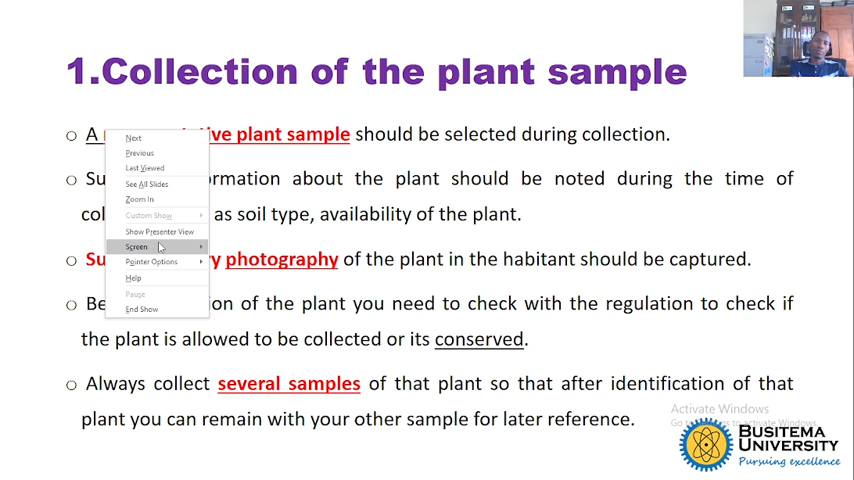 1.Collection of the plant sample
A tive plant sample should be selected during collection.
Su rmation about the plant should be noted during the time of
col as soil type, availability of the plant.
Su y photography of the plant in the habitant should be captured.
Be on of the plant you need to check with the regulation to check if
the plant is allowed to be collected or its conserved.
Always collect several samples of that plant so that after identification of that
plant you can remain with your other sample for later reference.
Next
Previous
Last Viewed
See All Slides
Zoom In
Custom Show
Show Presenter View
Screen
Pointer Options
Help
Pause
End Show
Activate Windows
Go to activate Windows.
BUSITEMA
UNIVERSITY
Pursuing excellence